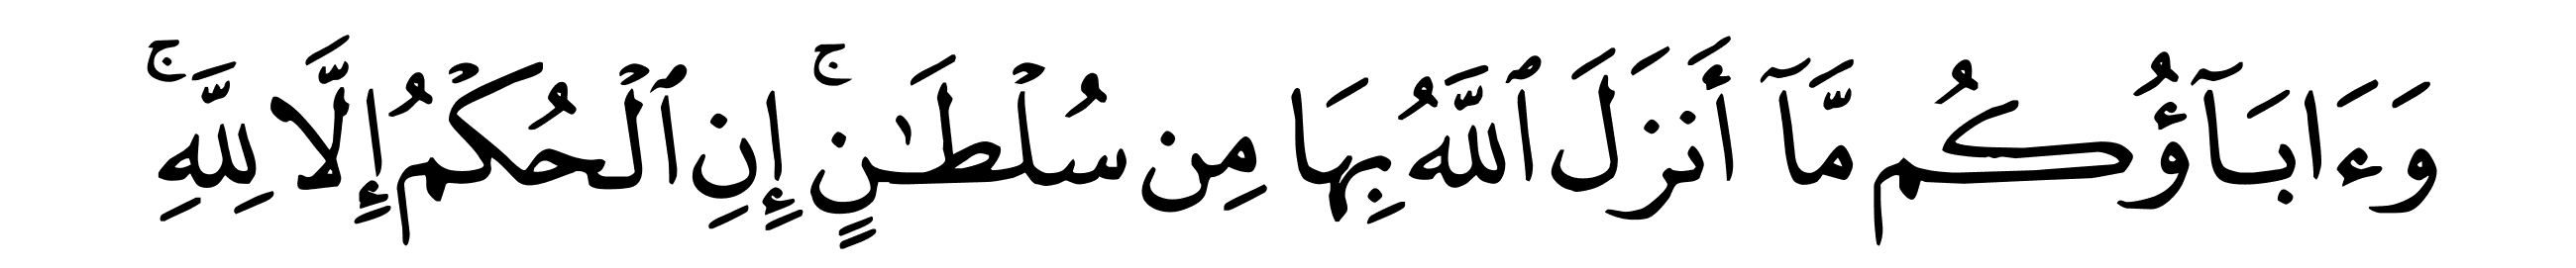 وَءَابَآؤُكُم مَّآ أَنزَلَ ٱللَّهُ بِهَا مِن سُلْطَـٰنٍ ۚ إِنِ ٱلْحُكْمُ إِلَّا لِلَّهِ ۚ